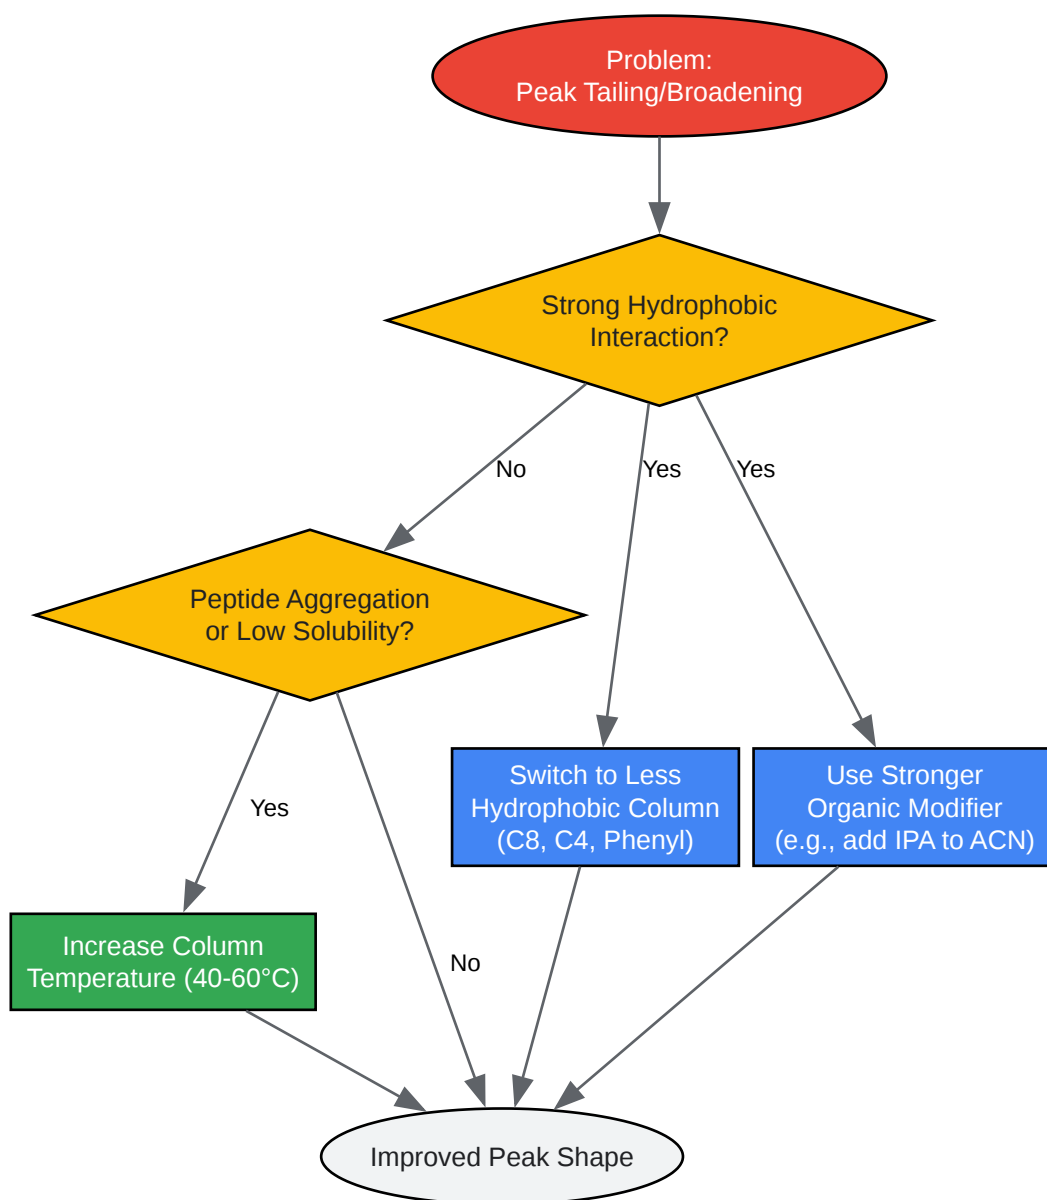 Problem:
Peak Tailing/Broadening
Strong Hydrophobic
Interaction?
No
Yes
Yes
Peptide Aggregation
or Low Solubility?
Switch to Less
Hydrophobic Column
(C8, C4, Phenyl)
Use Stronger
Organic Modifier
(e.g., add IPA to ACN)
Yes
No
Increase Column
Temperature (40-60°C)
Improved Peak Shape